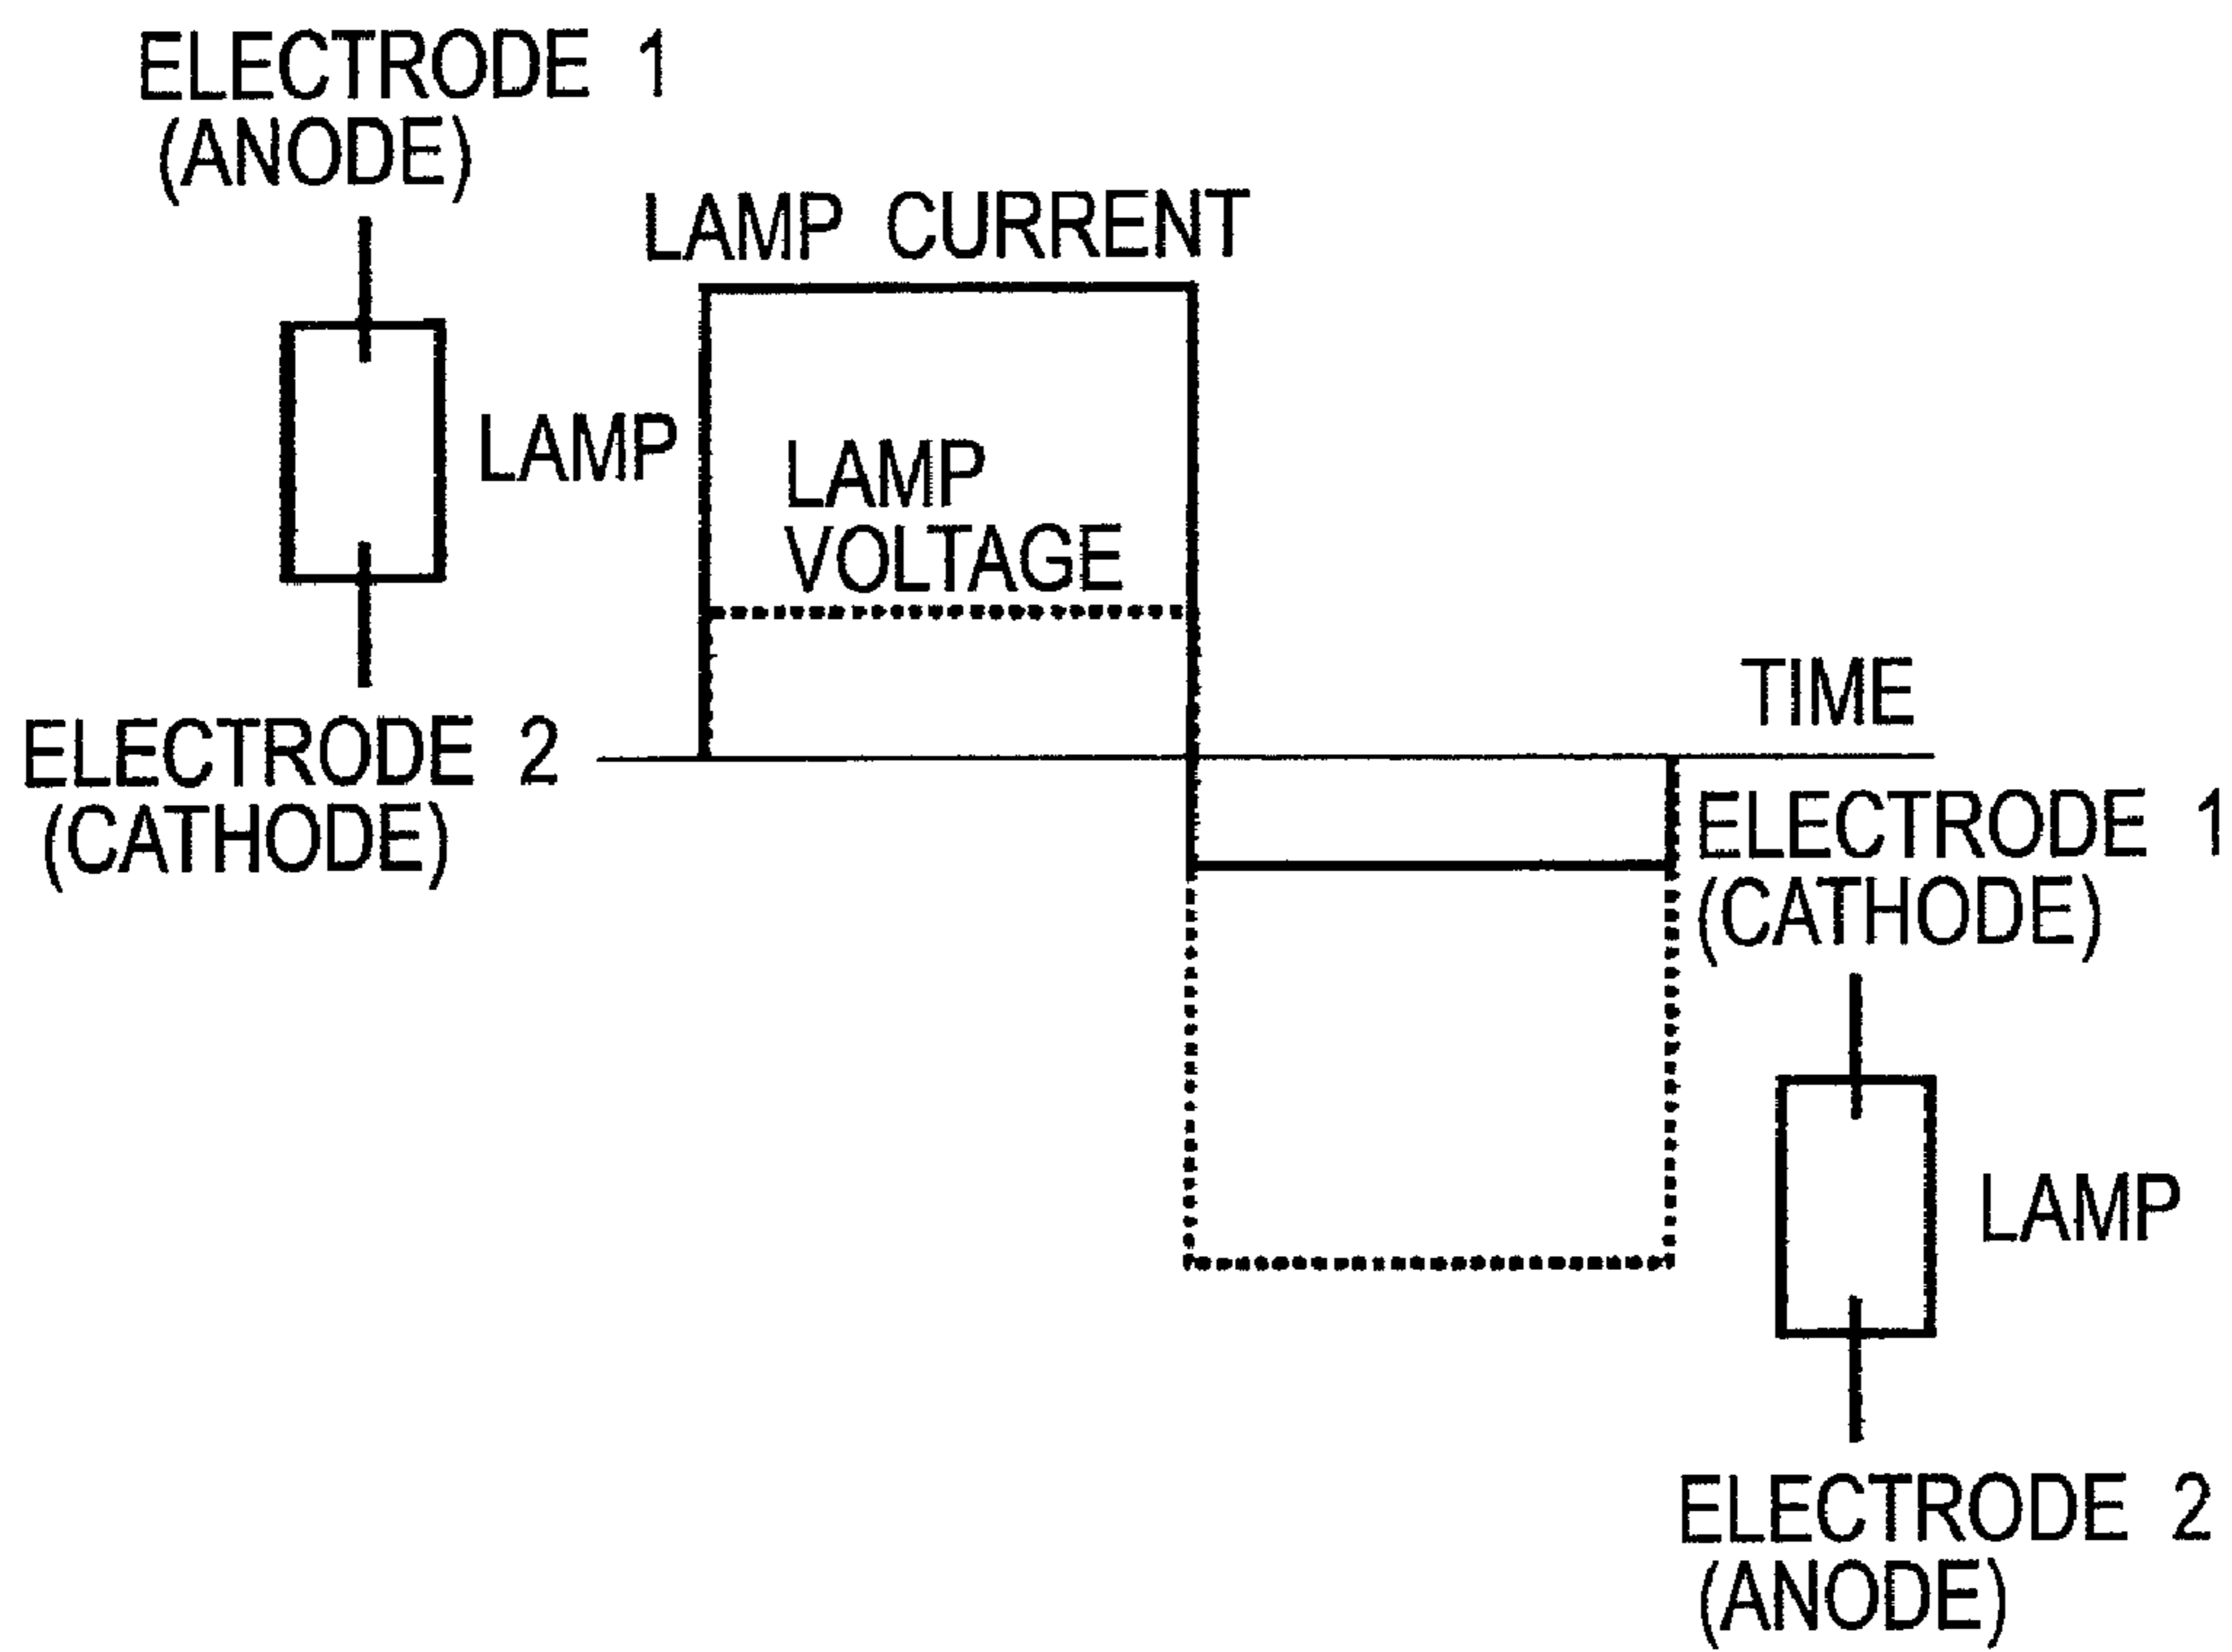 ELECTRODE 1
(ANODE)
LAMP CURRENT
LAMP
LAMP
VOLTAGE
ELECTRODE 2
(CATHODE)
TIME
ELECTRODE 1
(CATHODE)
LAMP
ELECTRODE 2
(ANODE)